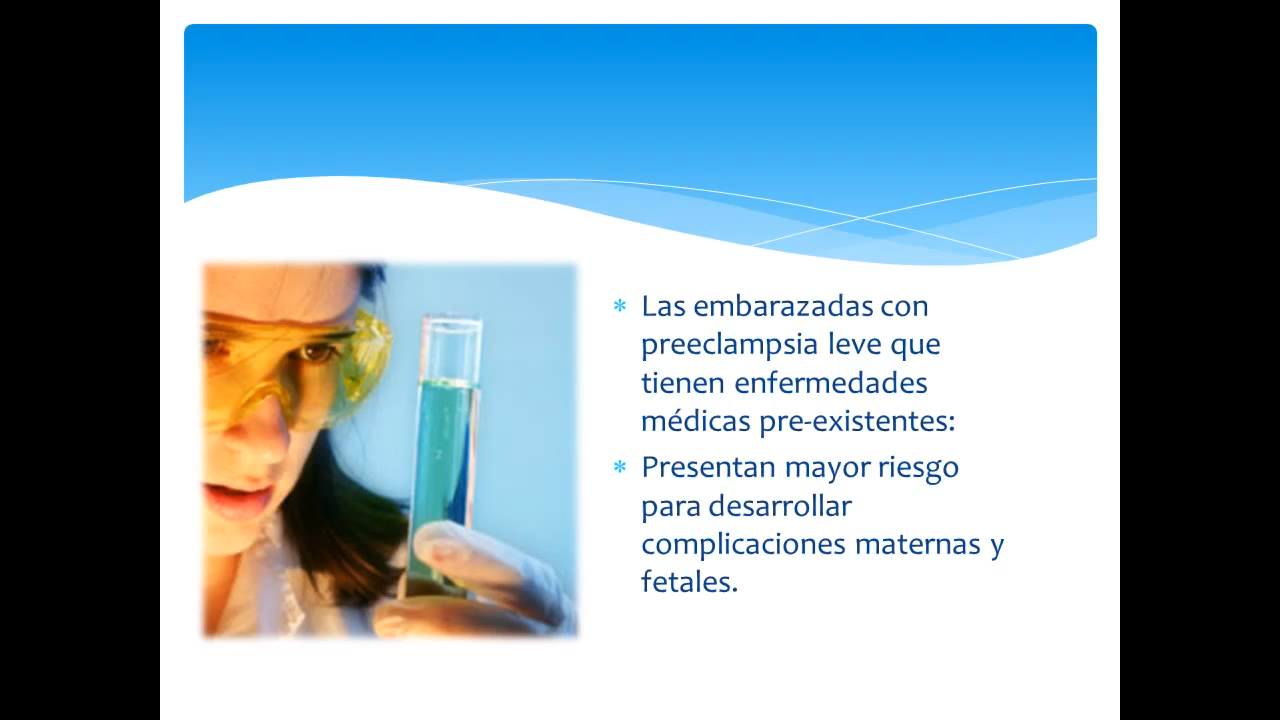 * Las embarazadas con
preeclampsia leve que
tienen enfermedades
médicas pre-existentes:
* Presentan mayor riesgo
para desarrollar
complicaciones maternas y
fetales.